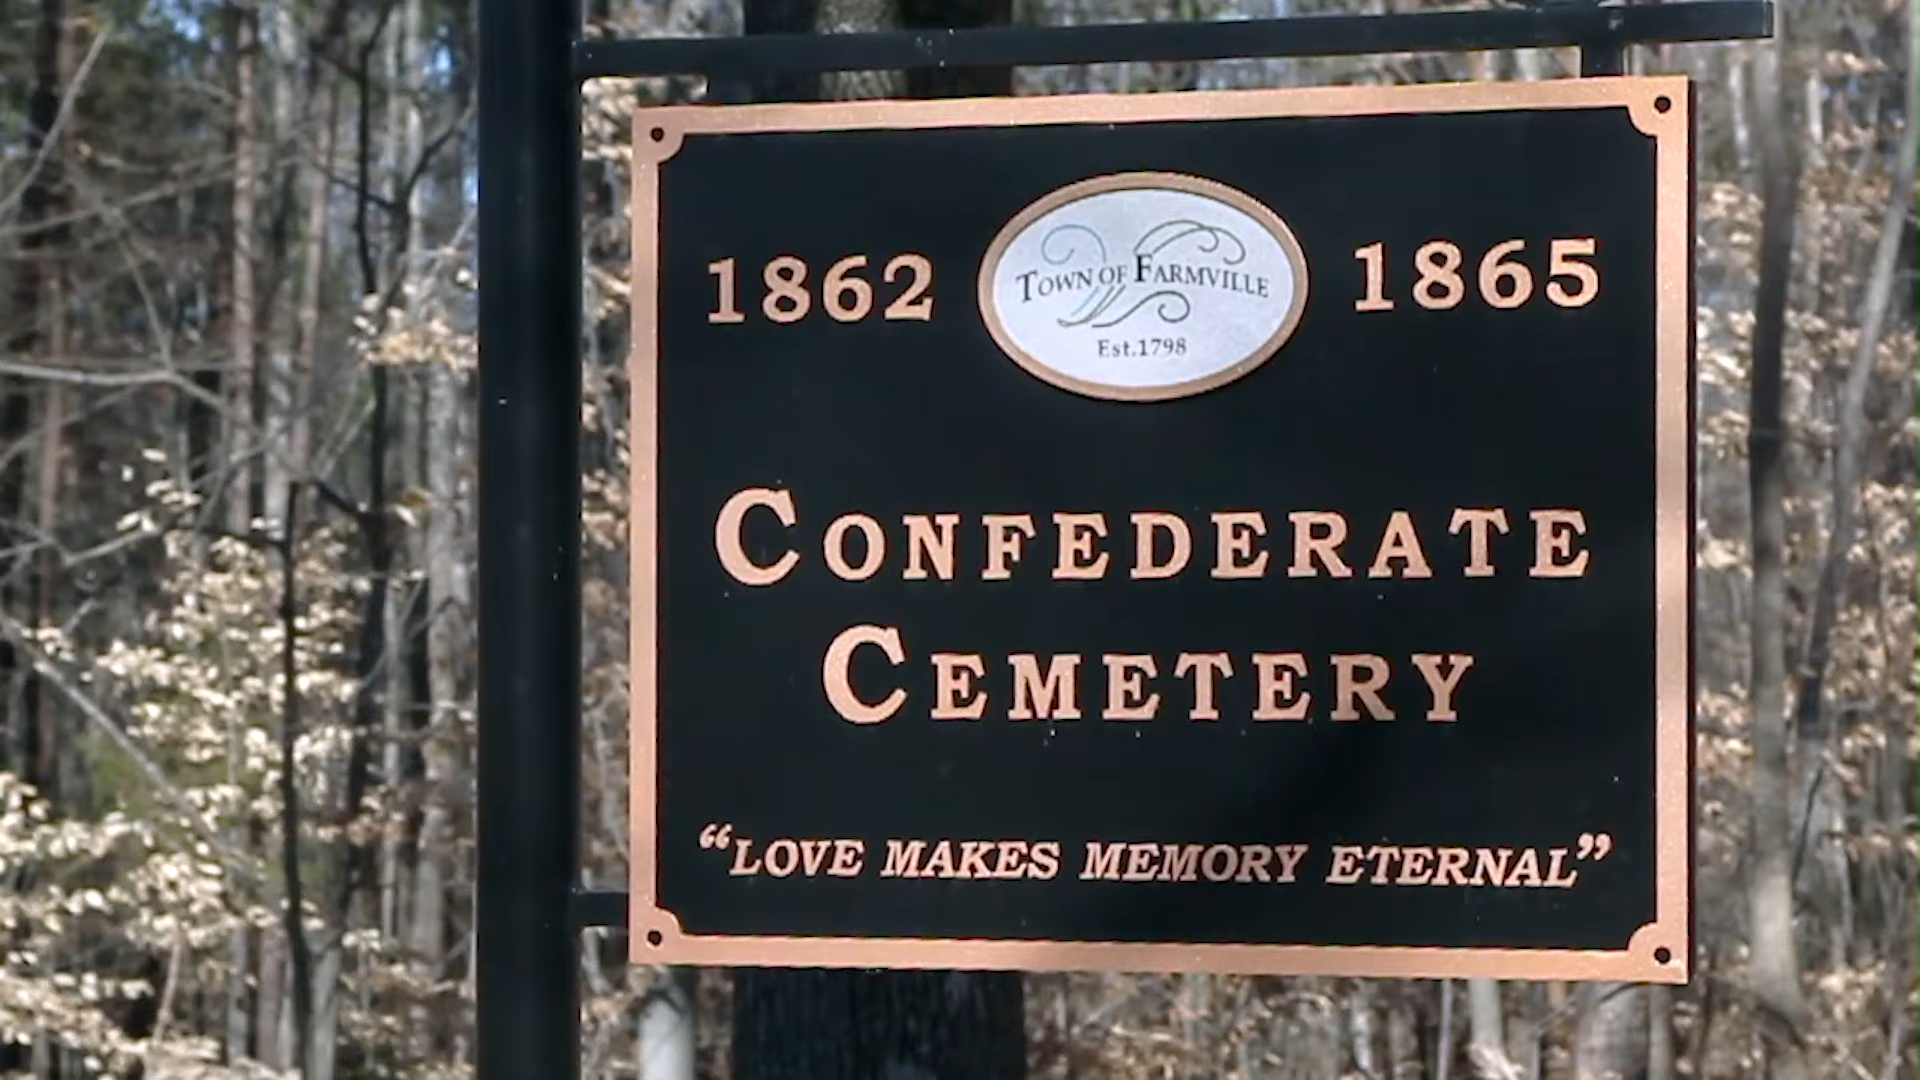 1862 1865
TOWN OF FARMVILLE
Est.1798
CONFEDERATE
CEMETERY
“LOVE MAKES MEMORY ETERNAL”